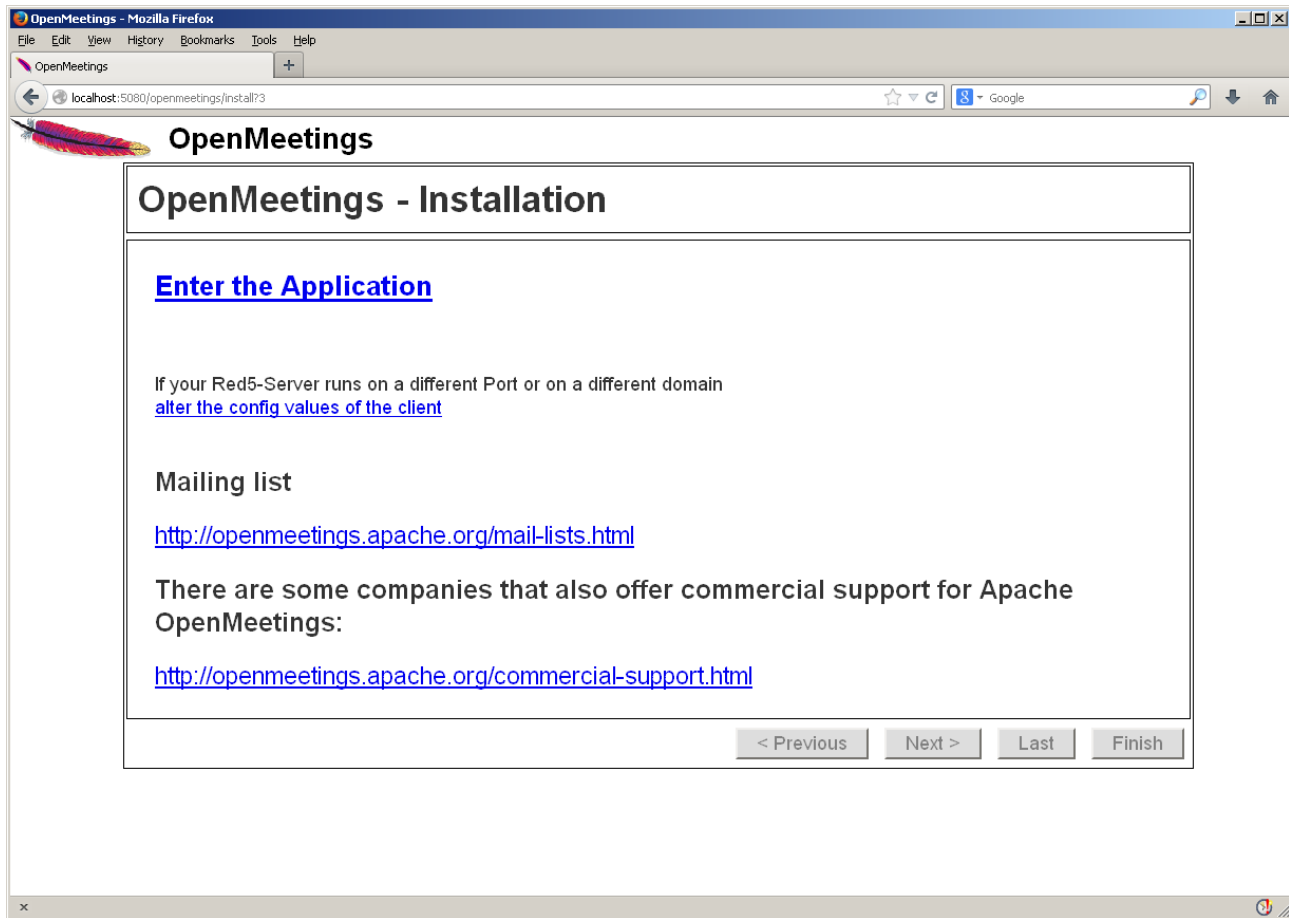 OpenMeetings - Mozilla Firefox
File Edit View History Bookmarks Tools Help
OpenMeetings
localhost:5080/openmeetings/install?3
Google
OpenMeetings
OpenMeetings - Installation
Enter the Application
If your Red5-Server runs on a different Port or on a different domain
alter the config values of the client
Mailing list
http://openmeetings.apache.org/mail-lists.html
There are some companies that also offer commercial support for Apache
OpenMeetings:
http://openmeetings.apache.org/commercial-support.html
< Previous Next > Last Finish